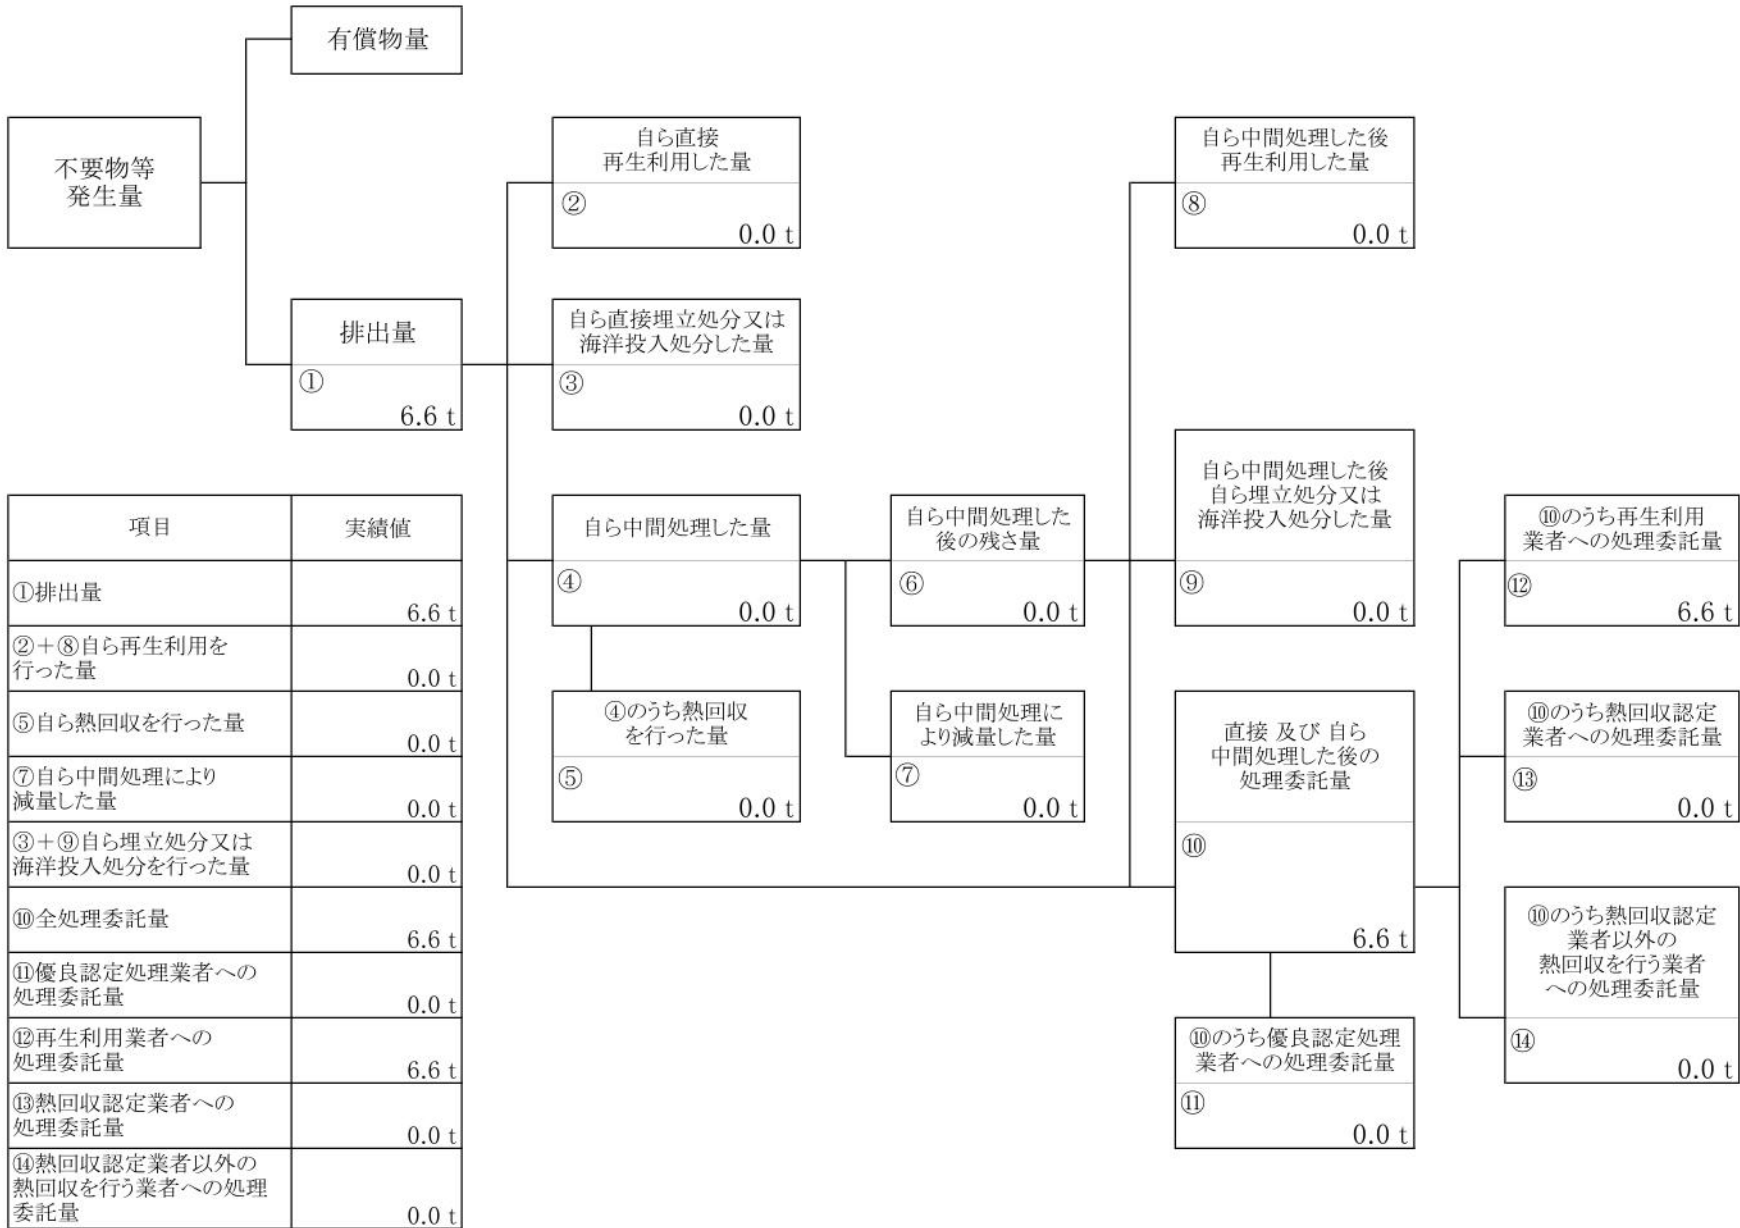 有償物量
不要物等
発生量
排出量
①
6.6 t
自ら直接
再生利用した量
②
0.0 t
自ら直接埋立処分又は
海洋投入処分した量
③
0.0 t
自ら中間処理した量
④
0.0 t
④のうち熱回収
を行った量
⑤
0.0 t
自ら中間処理した
後の残さ量
⑥
0.0 t
自ら中間処理に
より減量した量
⑦
0.0 t
自ら中間処理した後
再生利用した量
⑧
0.0 t
自ら中間処理した後
自ら埋立処分又は
海洋投入処分した量
⑨
0.0 t
直接 及び 自ら
中間処理した後の
処理委託量
⑩
6.6 t
⑩のうち優良認定処理
業者への処理委託量
⑪
0.0 t
⑩のうち再生利用
業者への処理委託量
⑫
6.6 t
⑩のうち熱回収認定
業者への処理委託量
⑬
0.0 t
⑩のうち熱回収認定
業者以外の
熱回収を行う業者
への処理委託量
⑭
0.0 t
項目 実績値
①排出量
6.6 t
②＋⑧自ら再生利用を
行った量
0.0 t
⑤自ら熱回収を行った量
0.0 t
⑦自ら中間処理により
減量した量
0.0 t
③＋⑨自ら埋立処分又は
海洋投入処分を行った量
0.0 t
⑩全処理委託量
6.6 t
⑪優良認定処理業者への
処理委託量
0.0 t
⑫再生利用業者への
処理委託量
6.6 t
⑬熱回収認定業者への
処理委託量
0.0 t
⑭熱回収認定業者以外の
熱回収を行う業者への処理
委託量
0.0 t